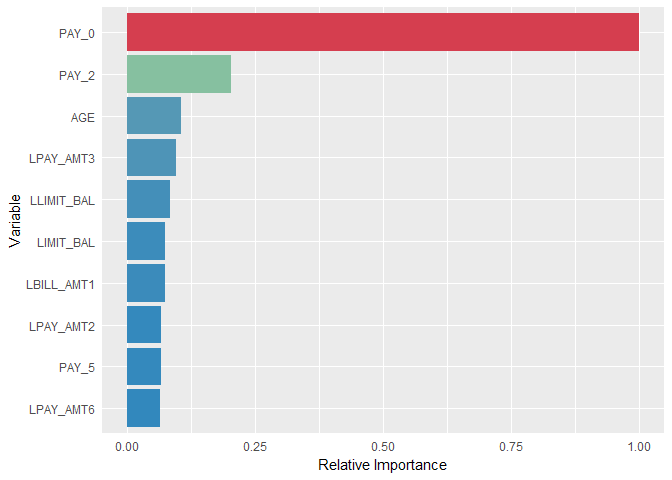 PAY_0
PAY_2
AGE
LPAY_AMT3
LLIMIT_BAL
LIMIT_BAL
LBILL_AMT1
LPAY_AMT2
PAY_5
LPAY_AMT6
Variable
0.00 0.25 0.50 0.75 1.00
Relative Importance